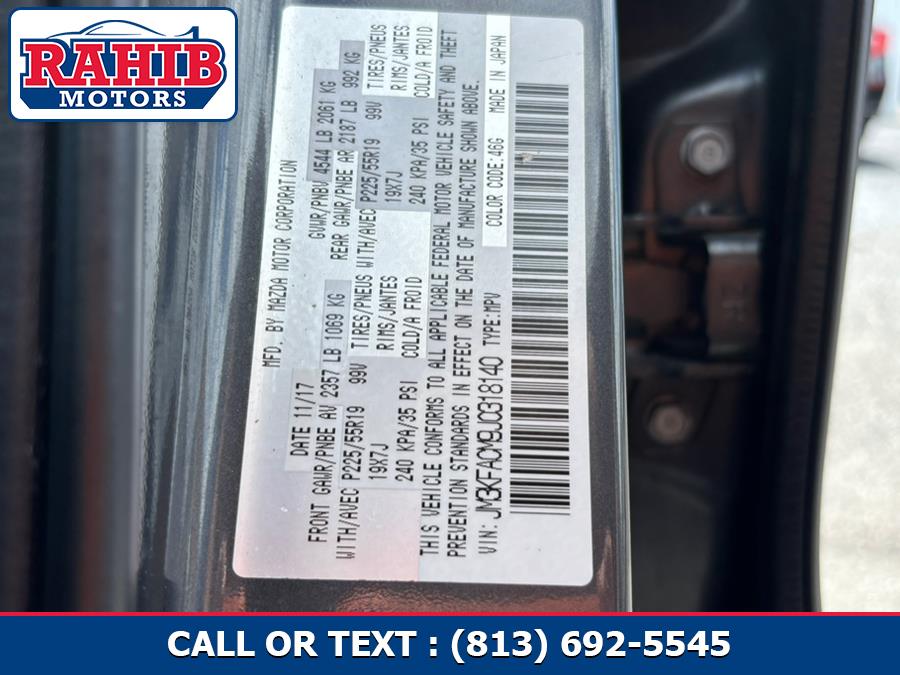 RAHIB
MOTORS
MFD. BY MAZDA MOTOR CORPORATION
DATE 11/17 GVWR/PNBV 4544 LB 2061 KG
FRONT GAWR/PNBE AV 2357 LB 1069 KG REAR GAWR/PNBE AR 2187 LB 992 KG
WITH/AVEC P225/55R19 99V TIRES/PNEUS WITH/AVEC P225/55R19 99V TIRES/PNEUS
19X7J RIMS/JANTES 19X7J RIMS/JANTES
240 KPA/35 PSI COLD/A FROID 240 KPA/35 PSI COLD/A FROID
THIS VEHICLE CONFORMS TO ALL APPLICABLE FEDERAL MOTOR VEHICLE SAFETY AND THEFT
PREVENTION STANDARDS IN EFFECT ON THE DATE OF MANUFACTURE SHOWN ABOVE.
VIN: JM3KFACM9J0318140 TYPE:MPV COLOR CODE:46G MADE IN JAPAN
CALL OR TEXT : (813) 692-5545